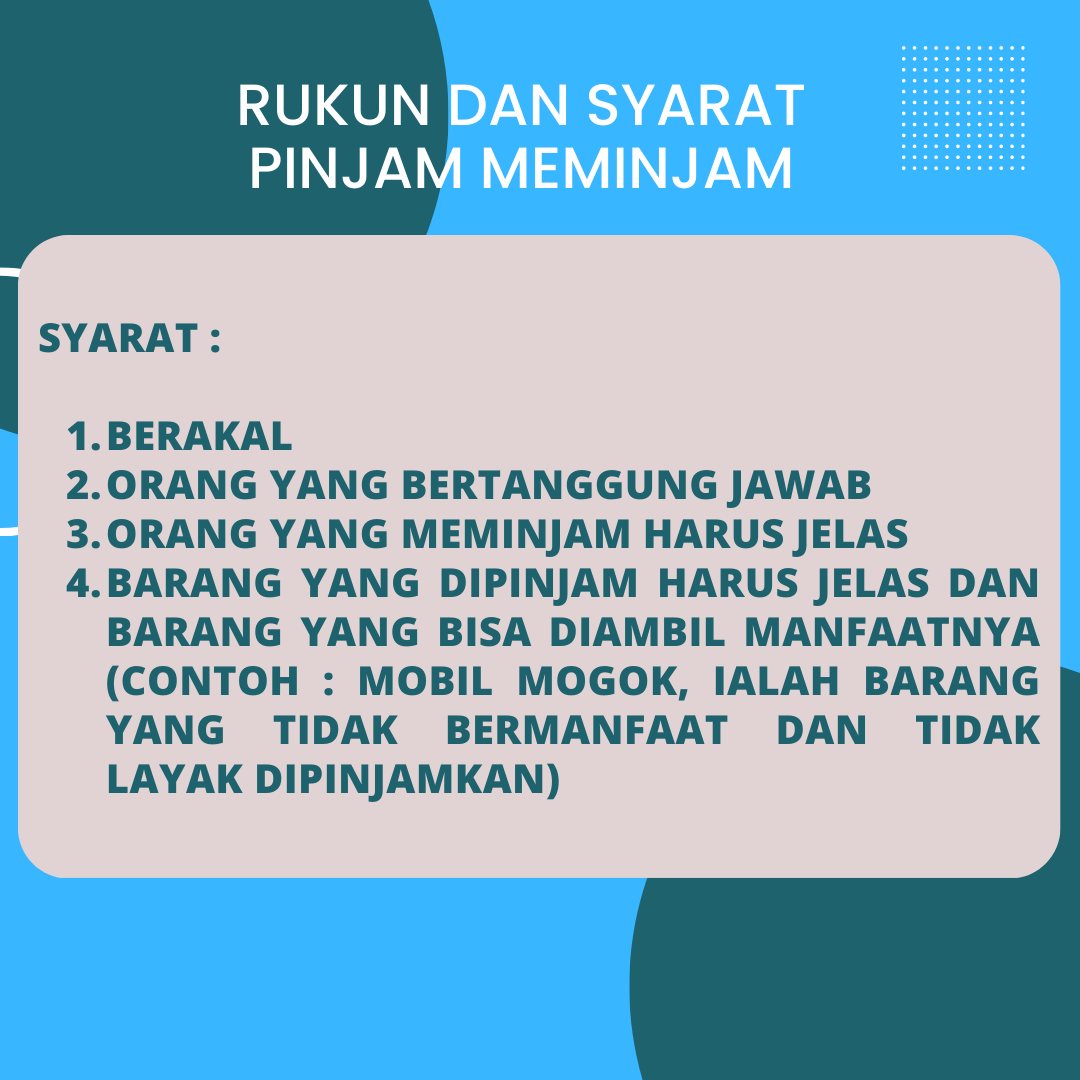 RUKUN DAN SYARAT
PINJAM MEMINJAM
SYARAT :
1. BERAKAL
2. ORANG YANG BERTANGGUNG JAWAB
3. ORANG YANG MEMINJAM HARUS JELAS
4. BARANG YANG DIPINJAM HARUS JELAS DAN
BARANG YANG BISA DIAMBIL MANFAATNYA
(CONTOH : MOBIL MOGOK, IALAH BARANG
YANG TIDAK BERMANFAAT DAN TIDAK
LAYAK DIPINJAMKAN)